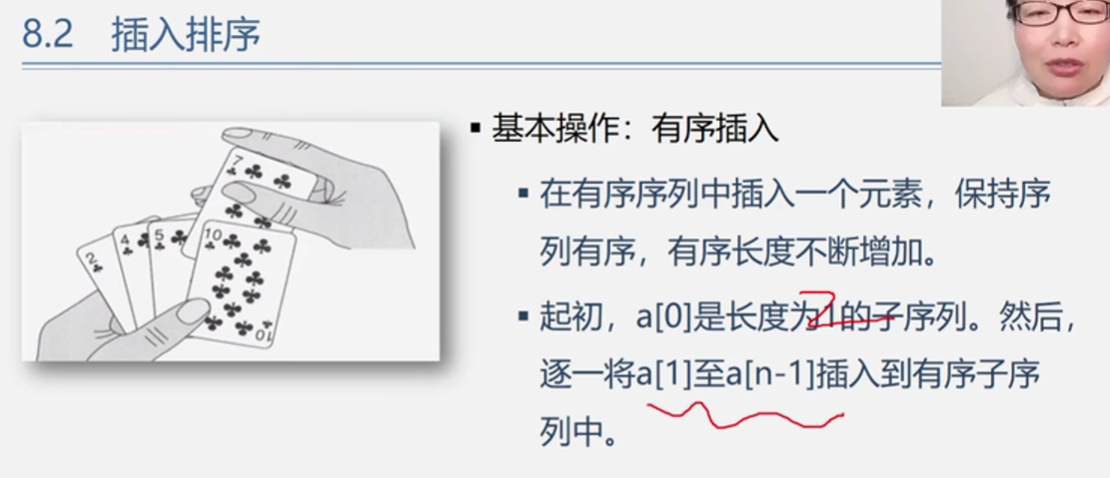 8.2 插入排序
▪ 基本操作：有序插入
▪ 在有序序列中插入一个元素，保持序
列有序，有序长度不断增加。
▪ 起初，a[0]是长度为1的子序列。然后，
逐一将a[1]至a[n-1]插入到有序子序
列中。
2
4
5
7
10
10